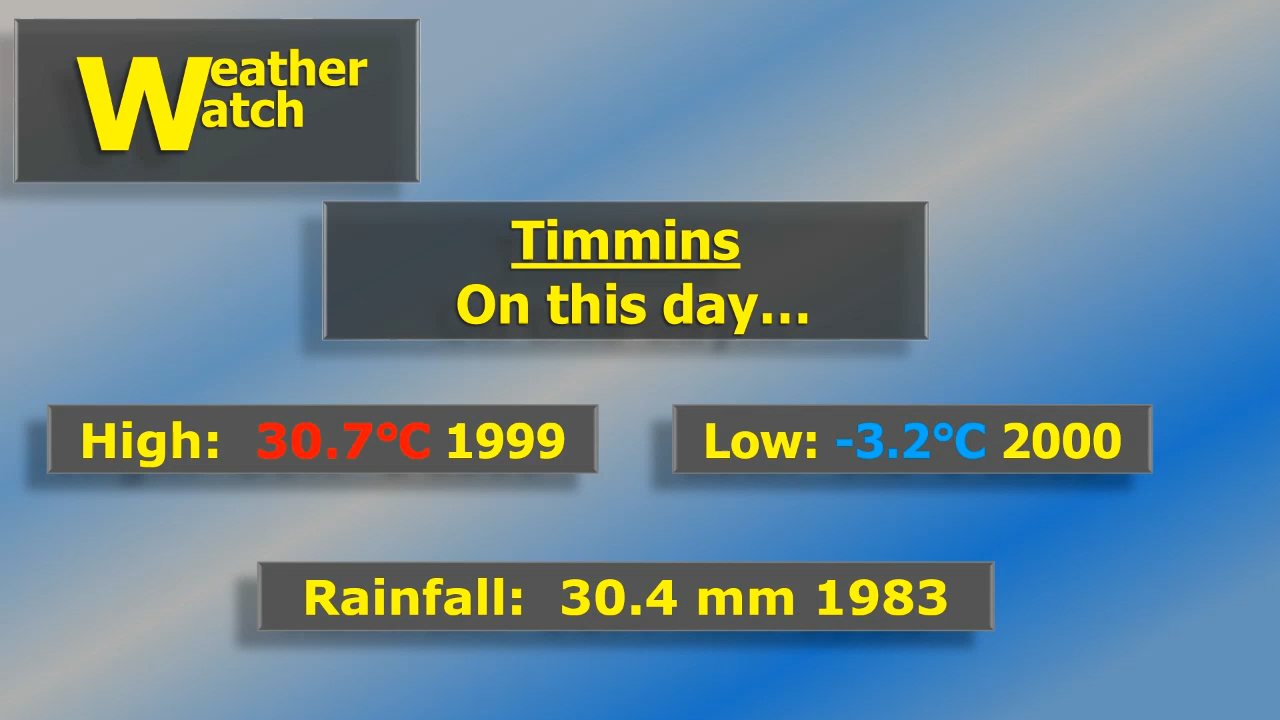 Weather
Watch
Timmins
On this day...
High: 30.7°C 1999
Low: -3.2°C 2000
Rainfall: 30.4 mm 1983